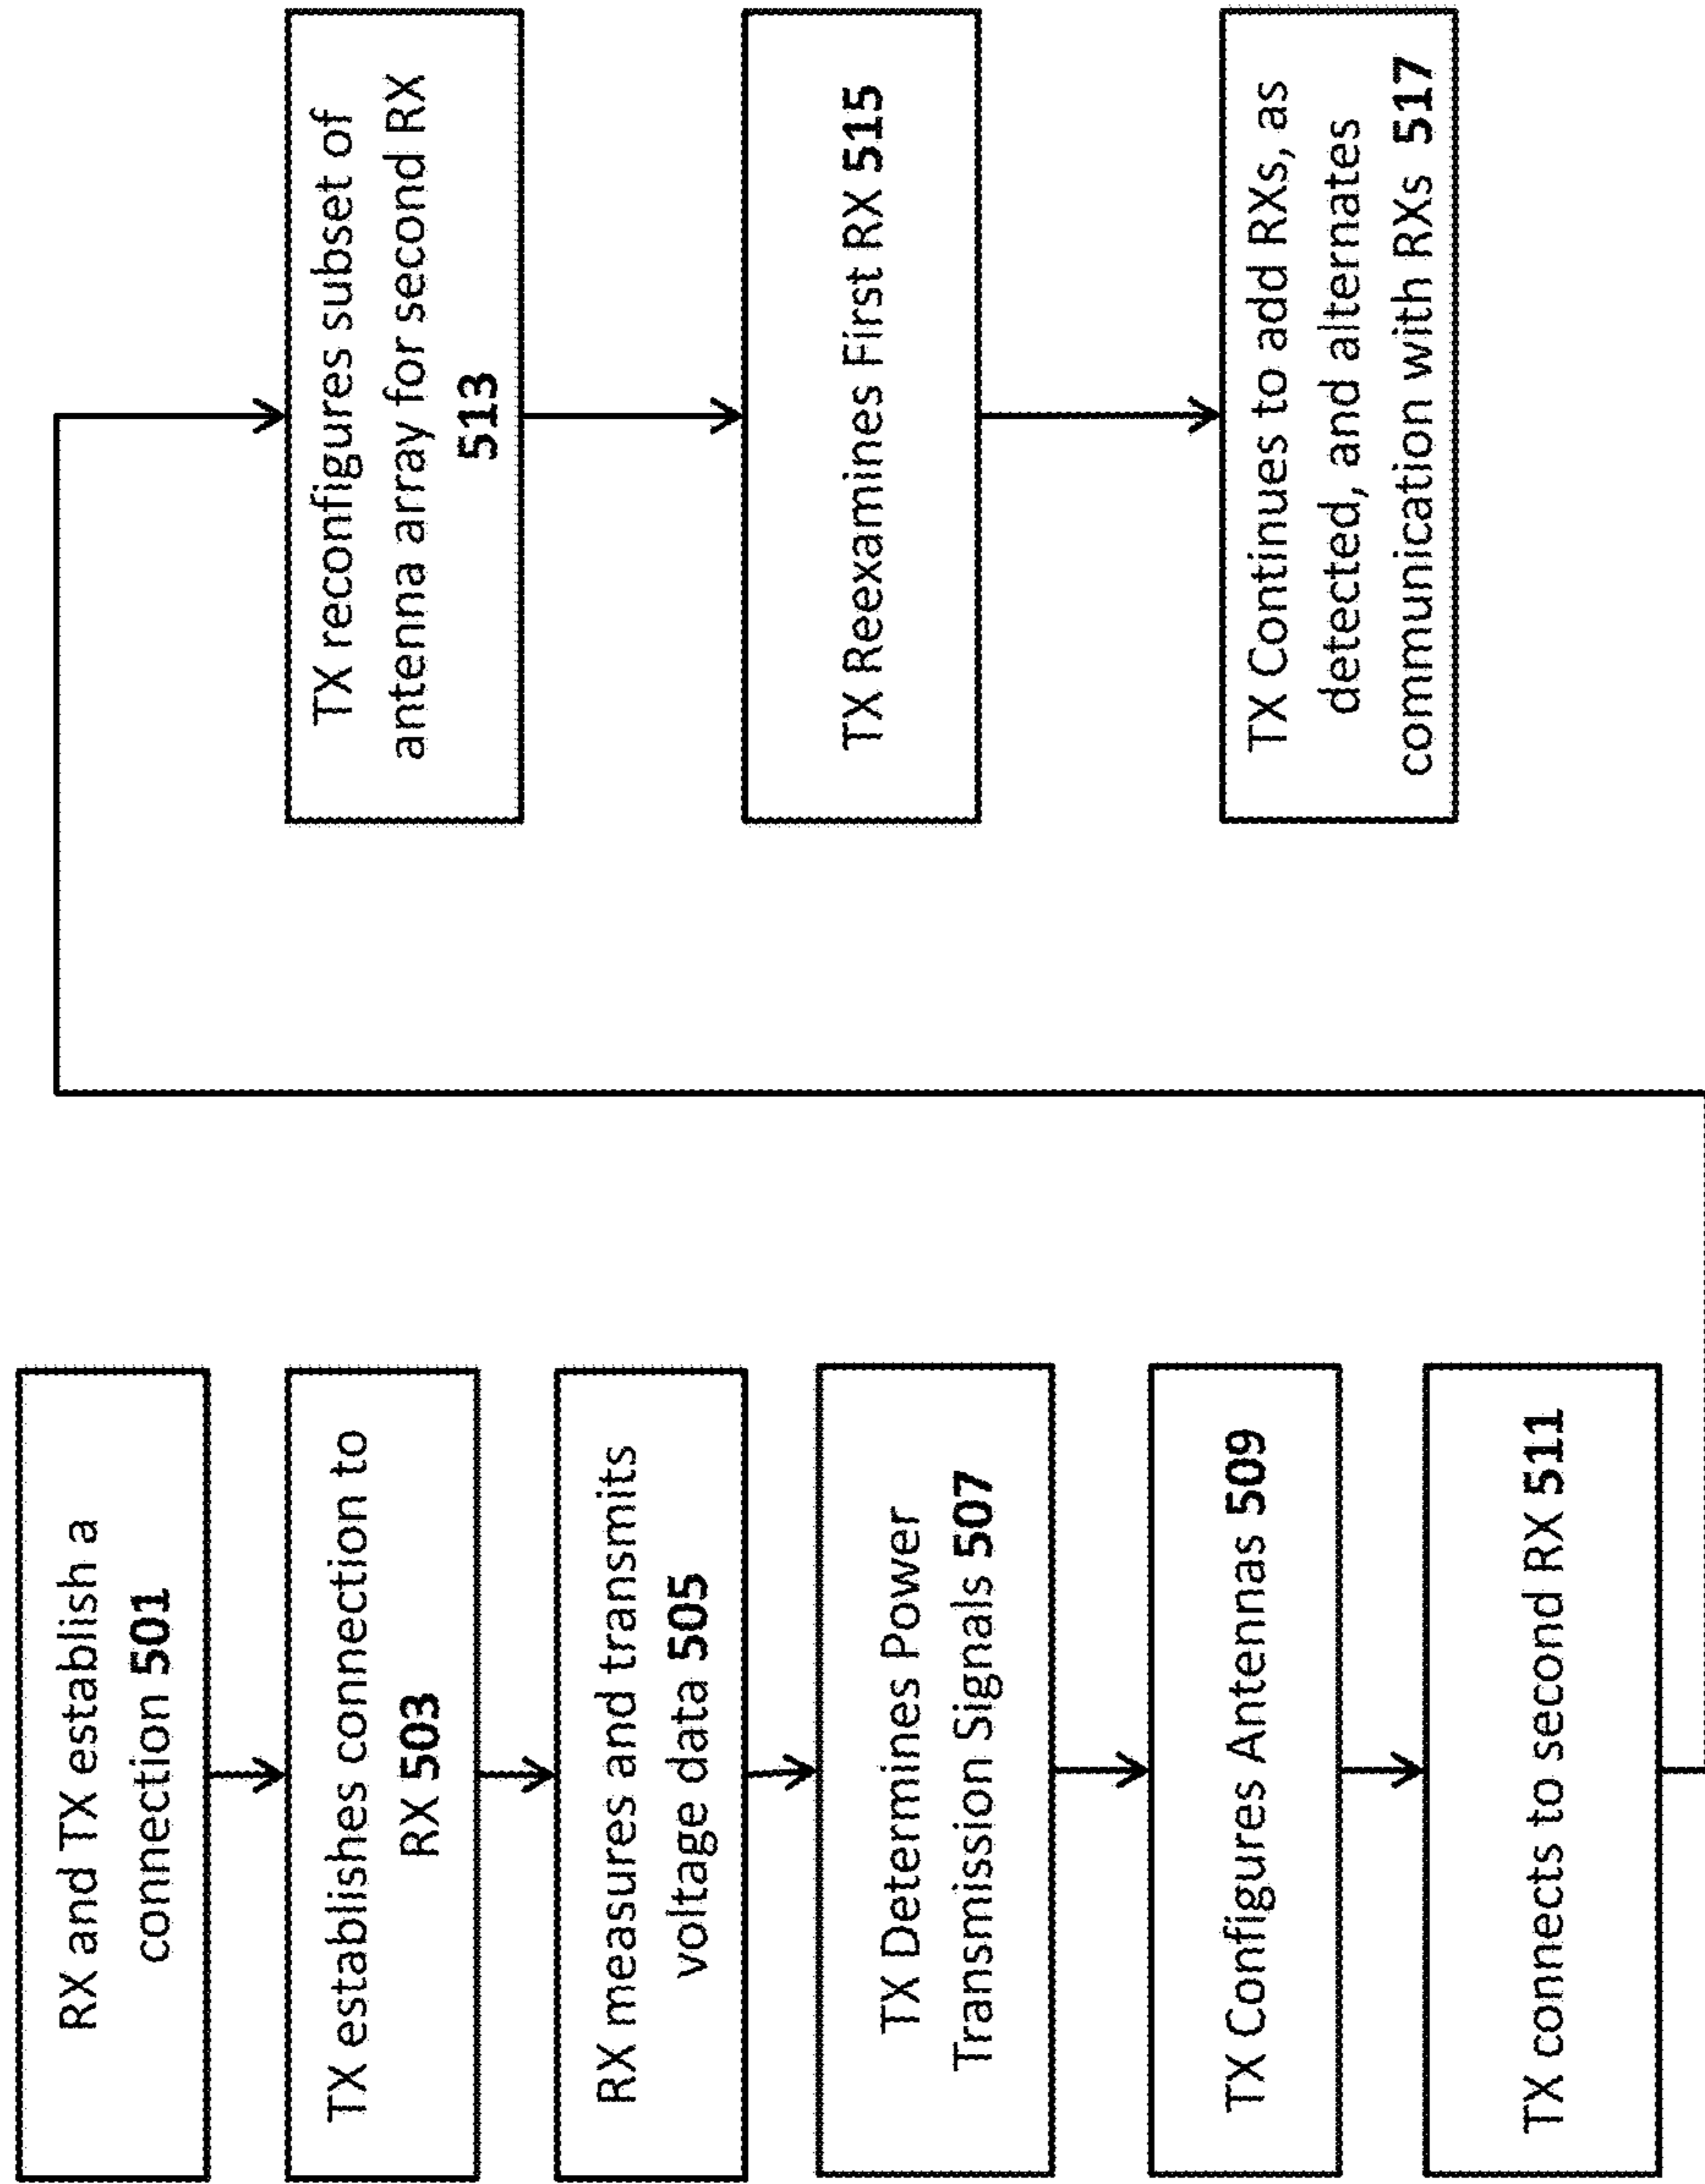 RX and TX establish a
connection 501
TX establishes connection to
RX 503
RX measures and transmits
voltage data 505
TX Determines Power
Transmission Signals 507
TX Configures Antennas 509
TX connects to second RX 511
TX reconfigures subset of
antenna array for second RX
513
TX Reexamines First RX 515
TX Continues to add RXs, as
detected, and alternates
communication with RXs 517